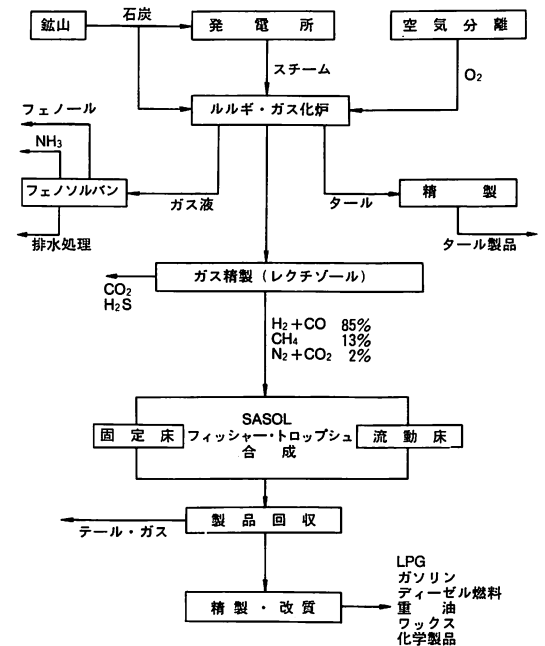 鉱山
石炭
発電所
空気分離
スチーム
O₂
フェノール
ルルギ・ガス化炉
NH₃
フェノソルバン
ガス液
タール
精製
排水処理
タール製品
ガス精製(レクチゾール)
CO₂
H₂S
H₂+CO 85%
CH₄ 13%
N₂+CO₂ 2%
SASOL
固定床
フィッシャー・トロップシュ
流動床
合成
製品回収
テール・ガス
精製・改質
LPG
ガソリン
ディーゼル燃料
重油
ワックス
化学製品